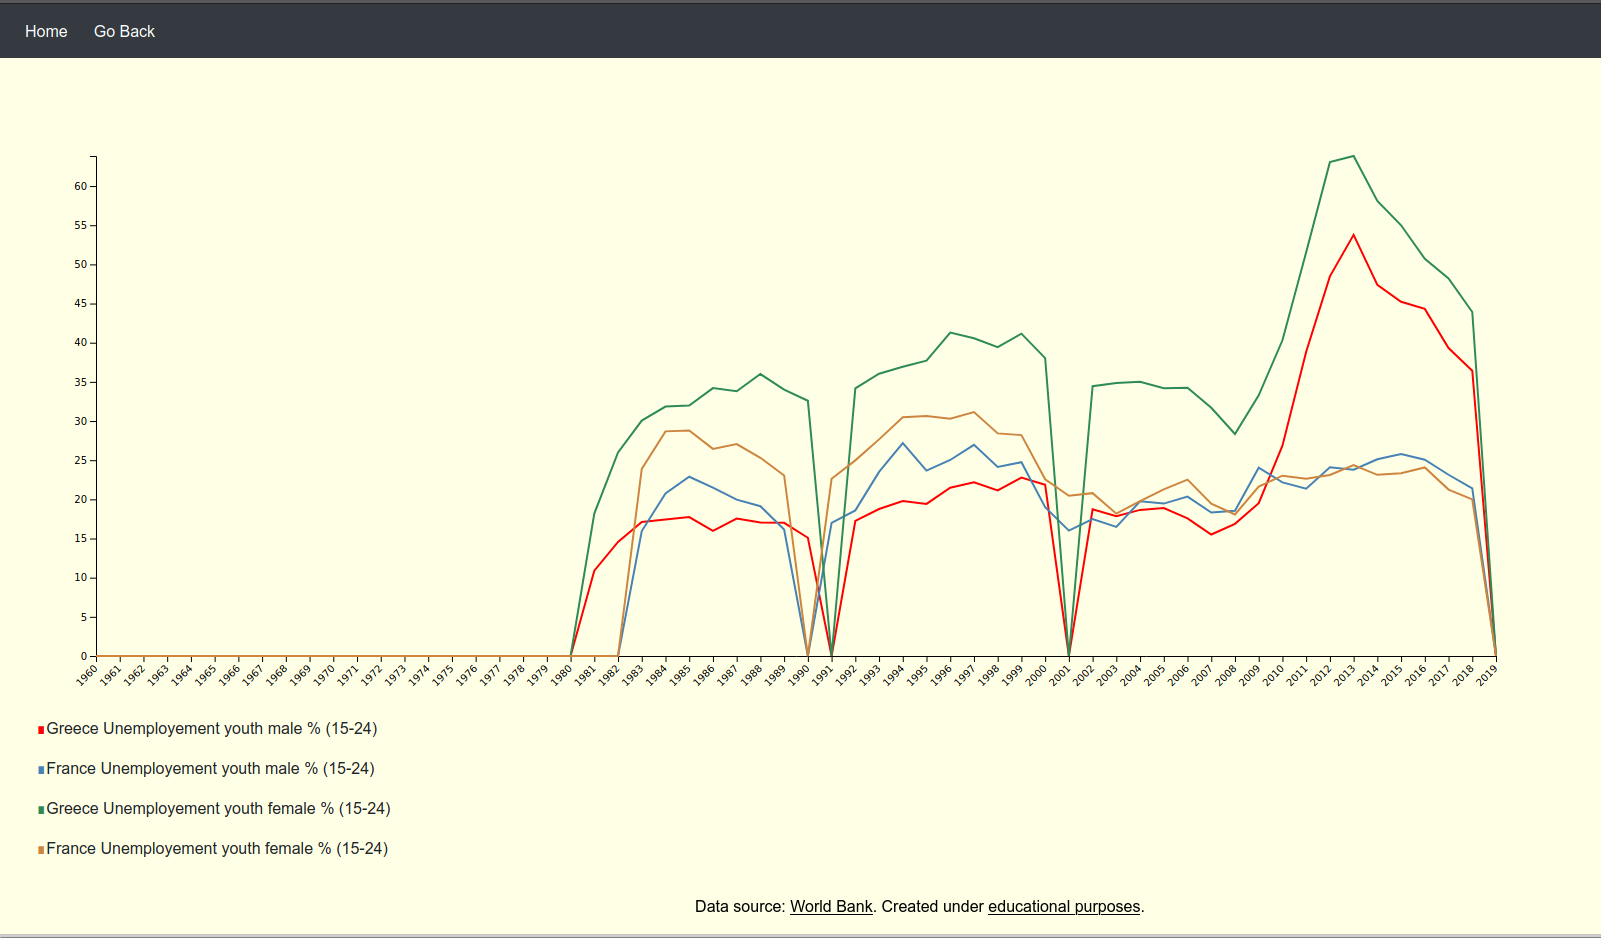 Home Go Back
60
55
50
45
40
35
30
25
20
15
10
5
0
1960 1961 1962 1963 1964 1965 1966 1967 1968 1969 1970 1971 1972 1973 1974 1975 1976 1977 1978 1979 1980 1981 1982 1983 1984 1985 1986 1987 1988 1989 1990 1991 1992 1993 1994 1995 1996 1997 1998 1999 2000 2001 2002 2003 2004 2005 2006 2007 2008 2009 2010 2011 2012 2013 2014 2015 2016 2017 2018 2019
Greece Unemployement youth male % (15-24)
France Unemployement youth male % (15-24)
Greece Unemployement youth female % (15-24)
France Unemployement youth female % (15-24)
Data source: World Bank. Created under educational purposes.